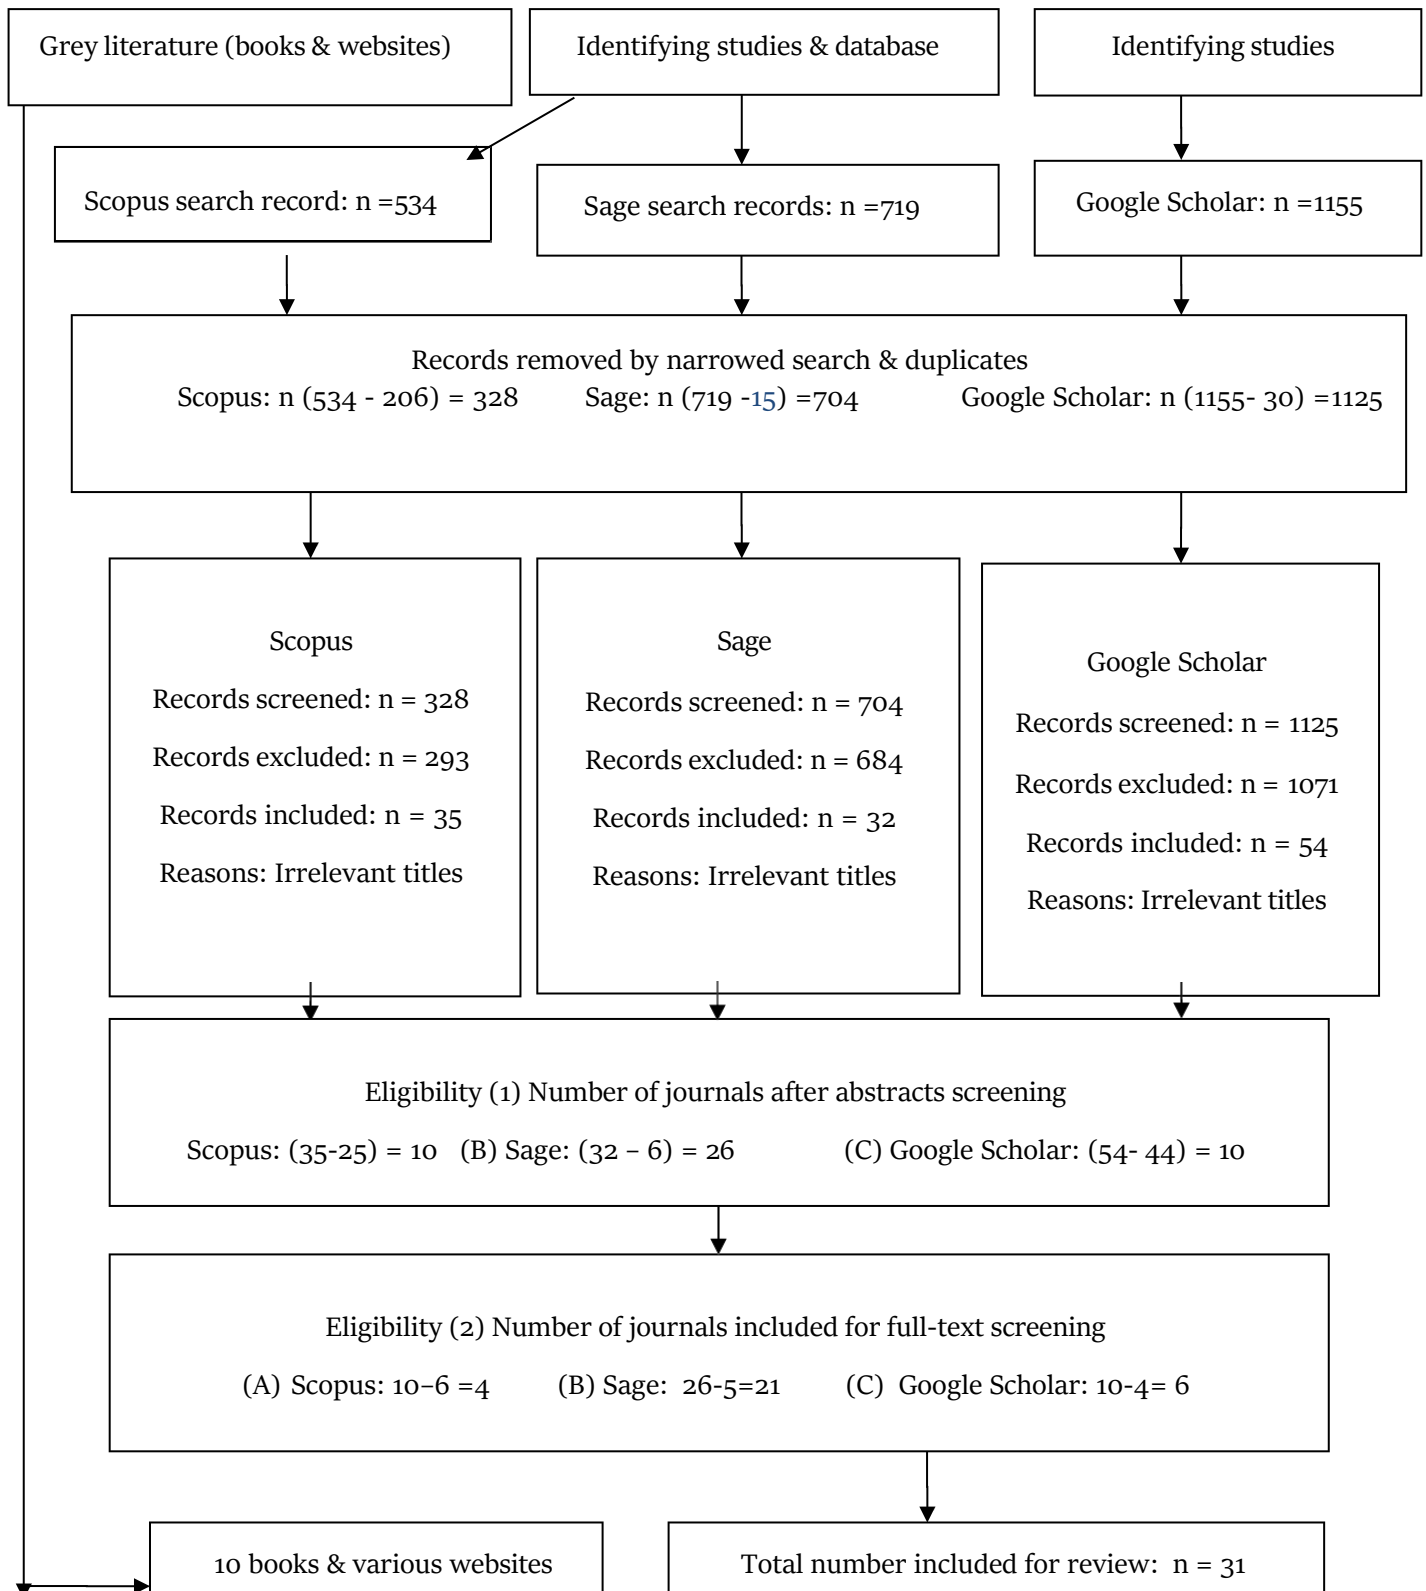 Grey literature (books & websites)
Identifying studies & database
Identifying studies
Scopus search record: n =534
Sage search records: n =719
Google Scholar: n =1155
Records removed by narrowed search & duplicates
Scopus: n (534 - 206) = 328 Sage: n (719 -15) =704 Google Scholar: n (1155- 30) =1125
Scopus
Records screened: n = 328
Records excluded: n = 293
Records included: n = 35
Reasons: Irrelevant titles
Sage
Records screened: n = 704
Records excluded: n = 684
Records included: n = 32
Reasons: Irrelevant titles
Google Scholar
Records screened: n = 1125
Records excluded: n = 1071
Records included: n = 54
Reasons: Irrelevant titles
Eligibility (1) Number of journals after abstracts screening
Scopus: (35-25) = 10 (B) Sage: (32 – 6) = 26 (C) Google Scholar: (54- 44) = 10
Eligibility (2) Number of journals included for full-text screening
(A) Scopus: 10–6 =4 (B) Sage: 26-5=21 (C) Google Scholar: 10-4= 6
10 books & various websites
Total number included for review: n = 31